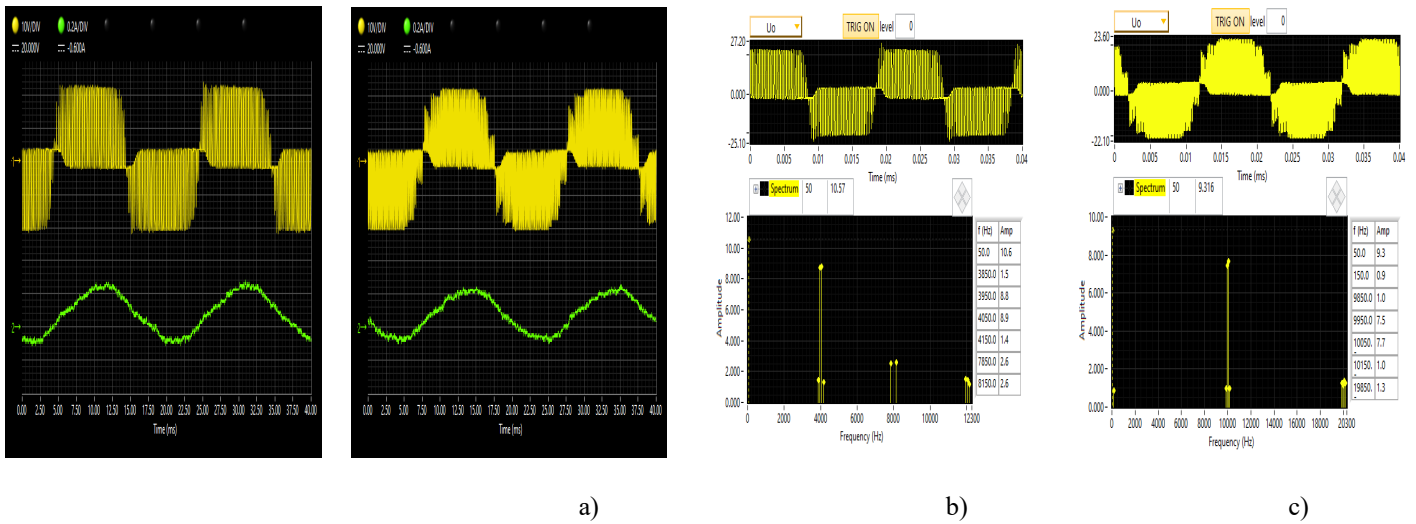 10V/DIV 0.2A/DIV
20.000V -0.600A
1
2
0.00 2.50 5.00 7.50 10.00 12.50 15.00 17.50 20.00 22.50 25.00 27.50 30.00 32.50 35.00 37.50 40.00
Time (ms)
10V/DIV 0.2A/DIV
20.000V -0.600A
1
2
0.00 2.50 5.00 7.50 10.00 12.50 15.00 17.50 20.00 22.50 25.00 27.50 30.00 32.50 35.00 37.50 40.00
Time (ms)
a)
Uo TRIG ON level 0
27.20
0.000
-25.10
0 0.005 0.01 0.015 0.02 0.025 0.03 0.035 0.04
Time (ms)
Spectrum 50 10.57
12.00
10.00
8.000
6.000
4.000
2.000
0.000
Amplitude
0 2000 4000 6000 8000 10000 12300
Frequency (Hz)
f (Hz) Amp
50.0 10.6
3850.0 1.5
3950.0 8.8
4050.0 8.9
4150.0 1.4
7850.0 2.6
8150.0 2.6
b)
Uo TRIG ON level 0
23.60
0.000
-22.10
0 0.005 0.01 0.015 0.02 0.025 0.03 0.035 0.04
Time (ms)
Spectrum 50 9.316
10.00
8.000
6.000
4.000
2.000
0.000
Amplitude
0 2000 4000 6000 8000 10000 12000 14000 16000 20300
Frequency (Hz)
f (Hz) Amp
50.0 9.3
150.0 0.9
9850.0 1.0
9950.0 7.5
10050. 7.7
10150. 1.0
19850. 1.3
c)